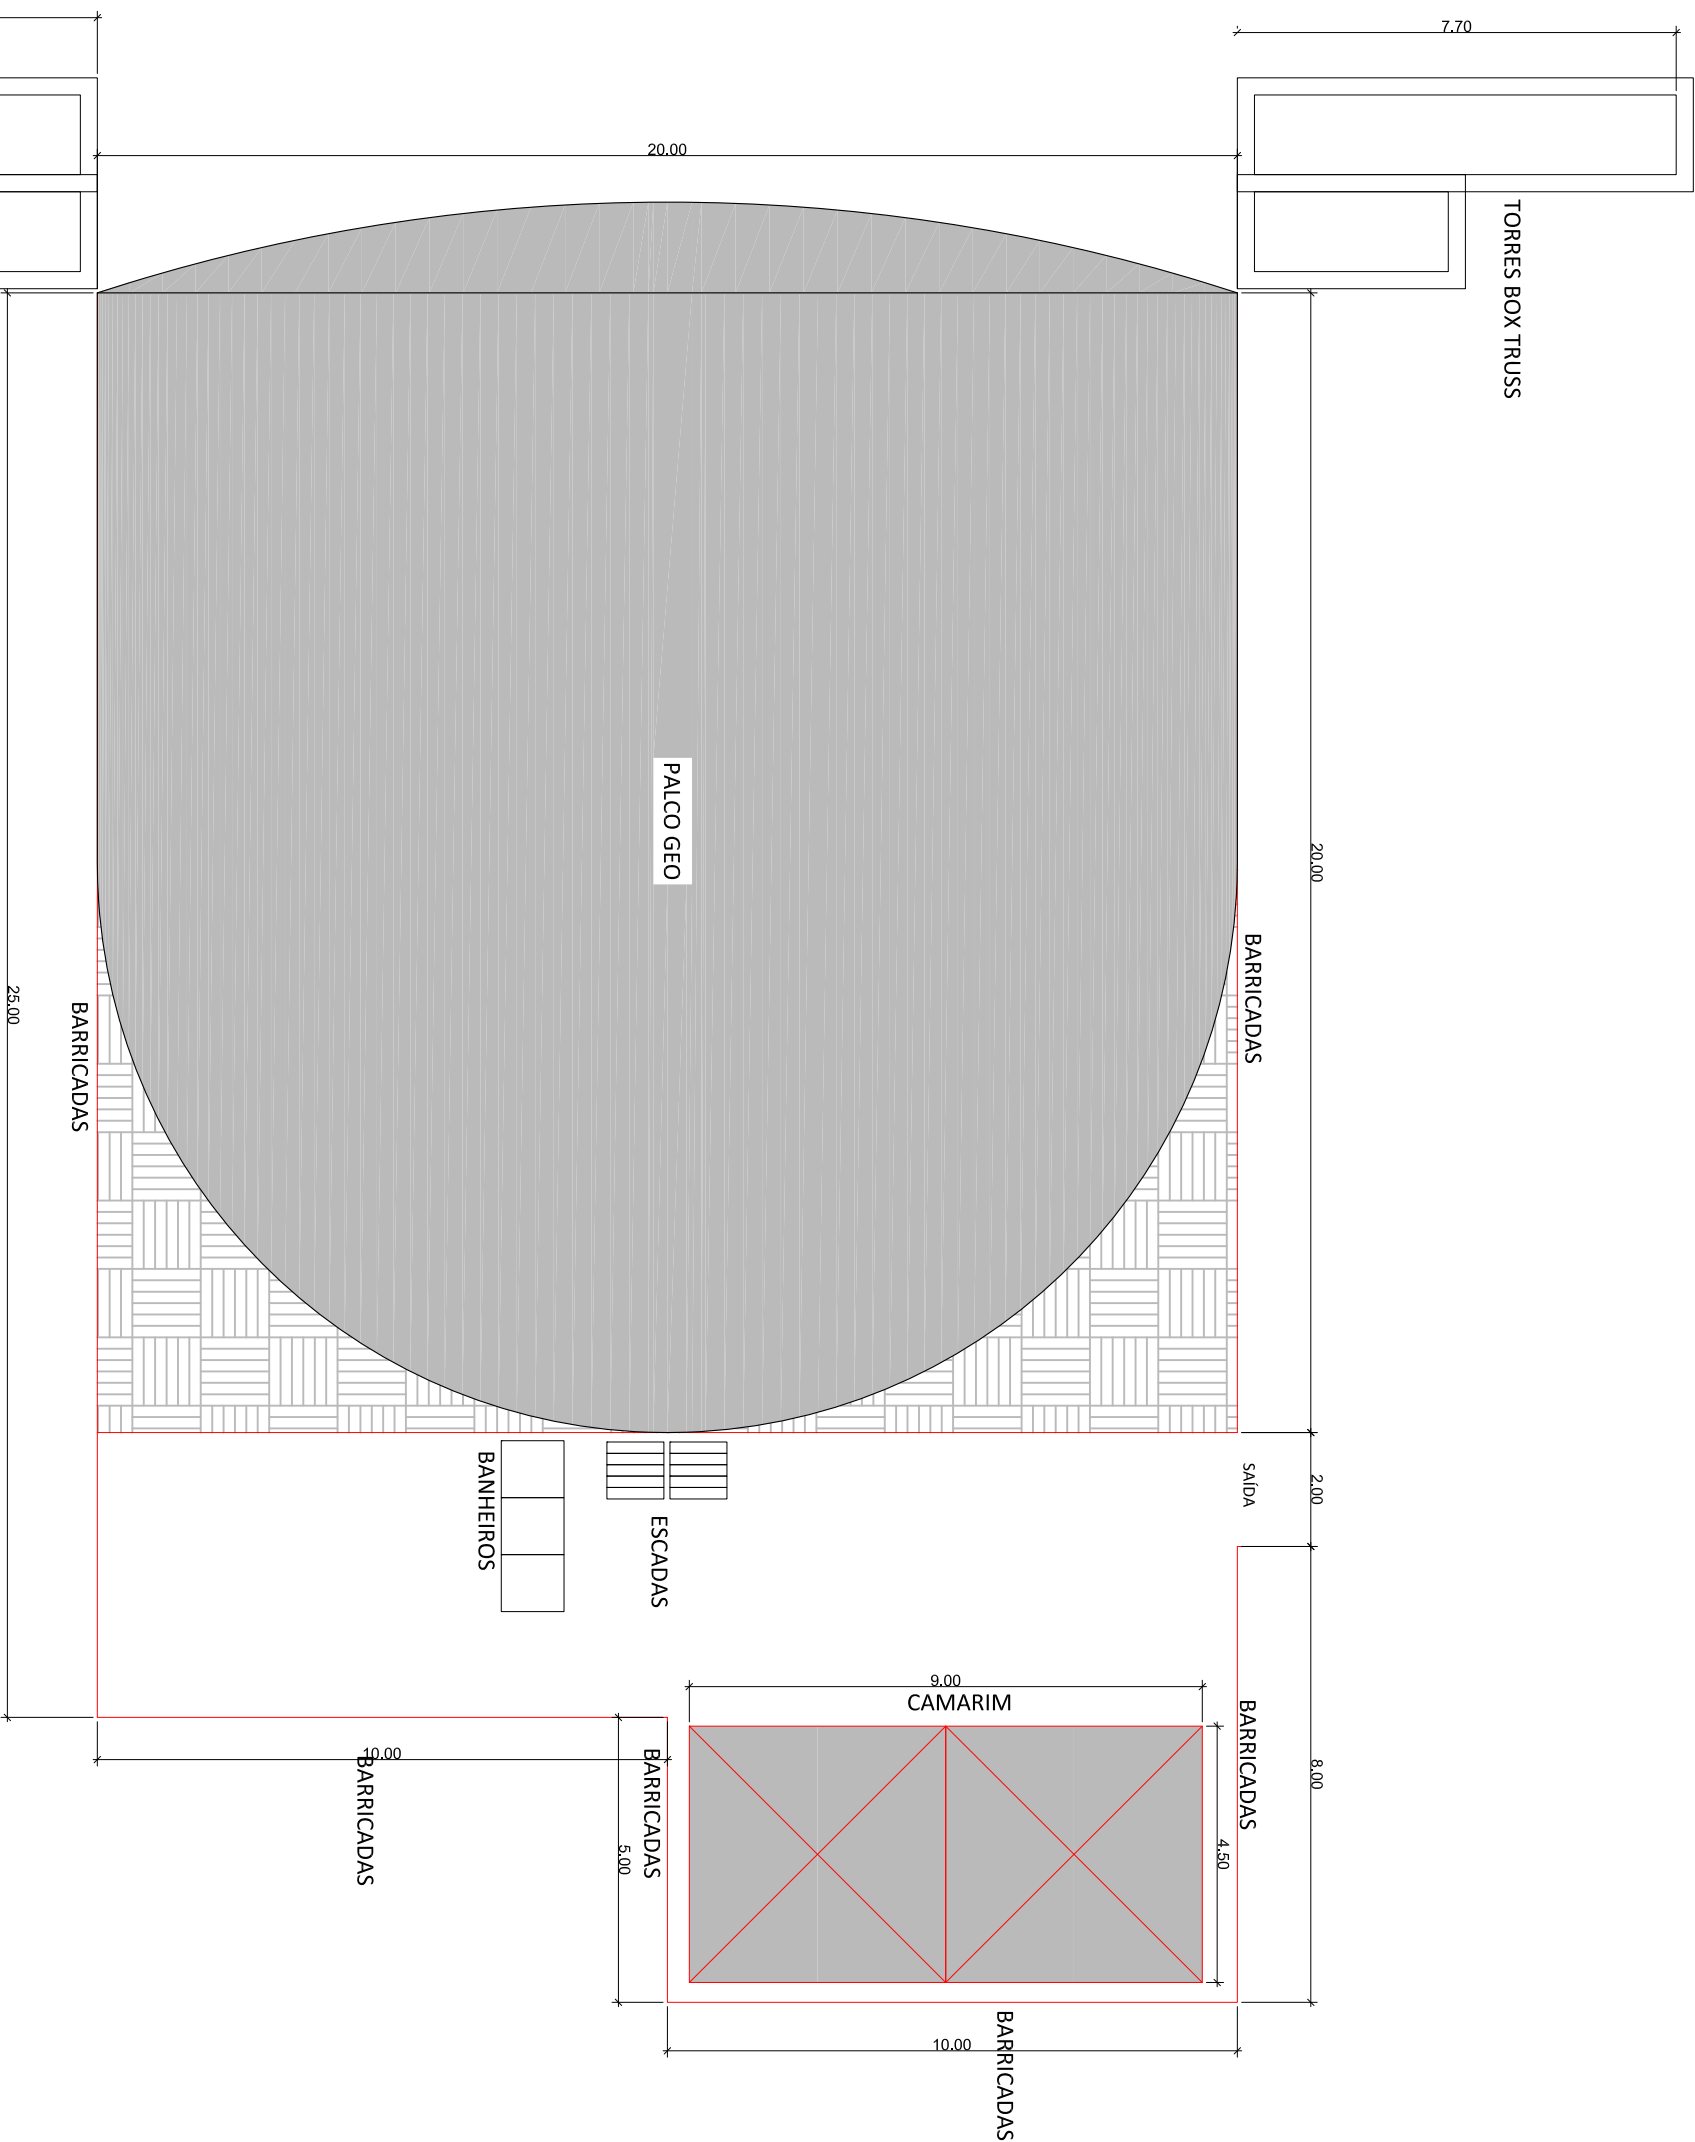 7.70
20.00
TORRES BOX TRUSS
PALCO GEO
20.00
BARRICADAS
25.00
BARRICADAS
SAÍDA
2.00
BANHEIROS
ESCADAS
9.00
CAMARIM
BARRICADAS
8.00
10.00
BARRICADAS
BARRICADAS
5.00
4.50
10.00
BARRICADAS